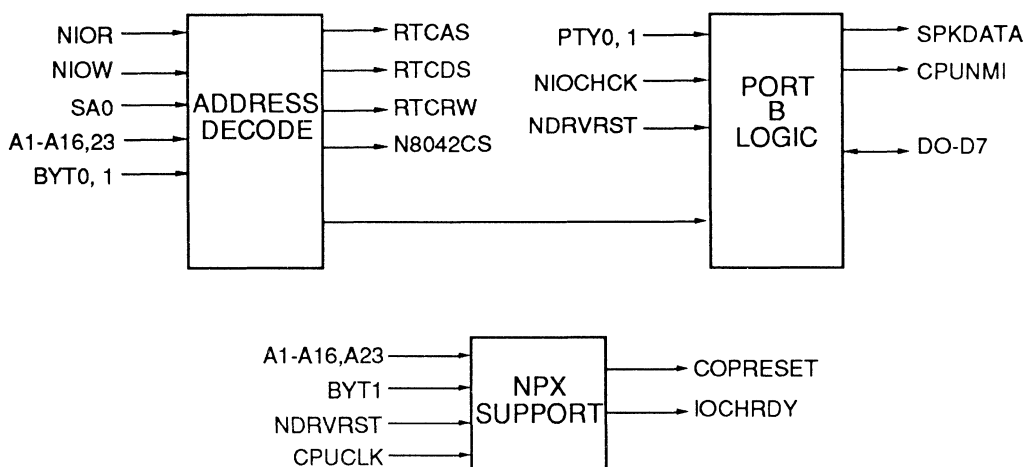 NIOR
NIOW
SA0
A1-A16,23
BYT0, 1
ADDRESS
DECODE
RTCAS
RTCDS
RTCRW
N8042CS
PTY0, 1
NIOCHCK
NDRVRST
PORT
B
LOGIC
SPKDATA
CPUNMI
DO-D7
A1-A16,A23
BYT1
NDRVRST
CPUCLK
NPX
SUPPORT
COPRESET
IOCHRDY